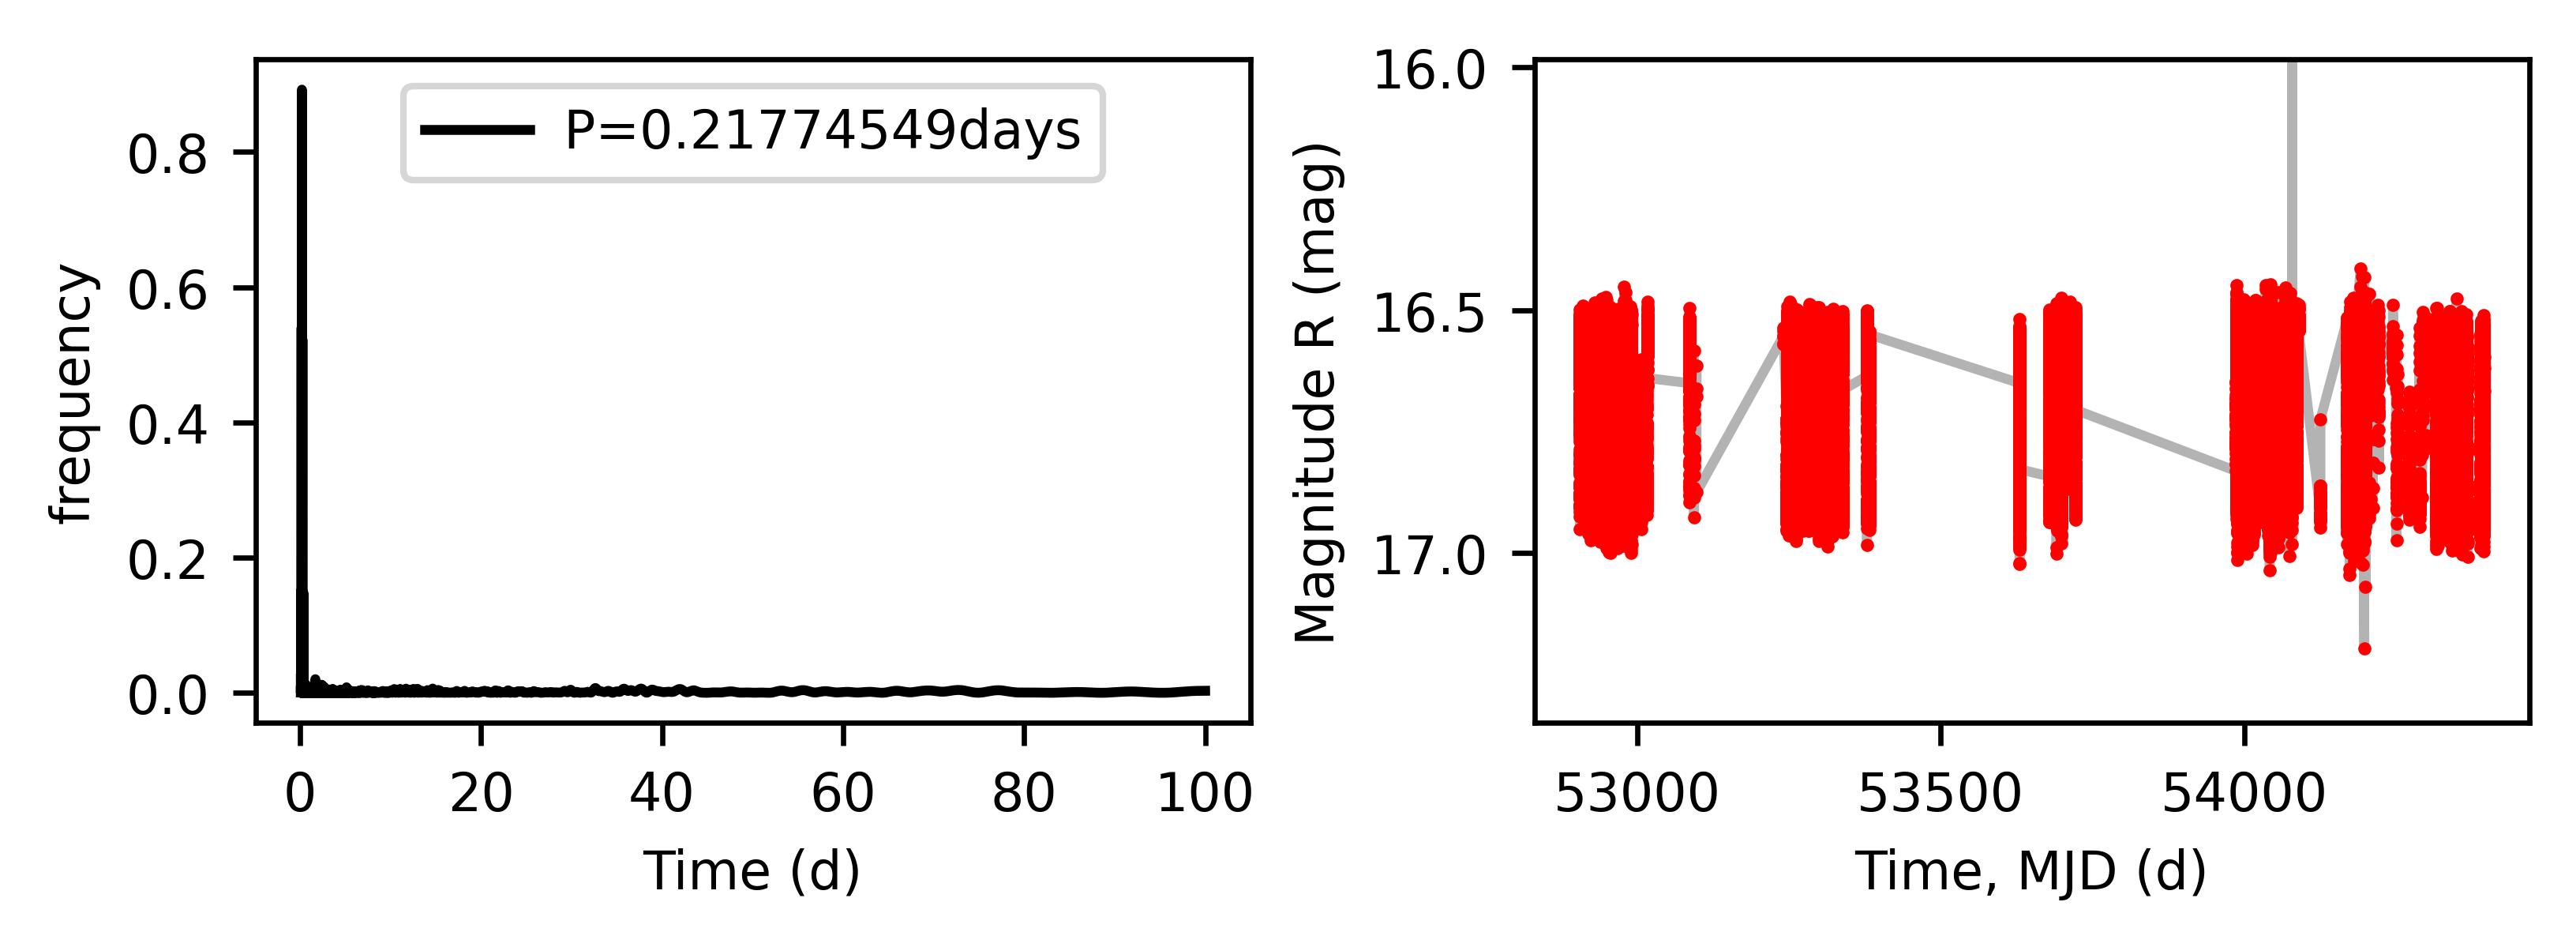 frequency
0.8
0.6
0.4
0.2
0.0
P=0.21774549days
0 20 40 60 80 100
Time (d)
Magnitude R (mag)
16.0
16.5
17.0
53000 53500 54000
Time, MJD (d)